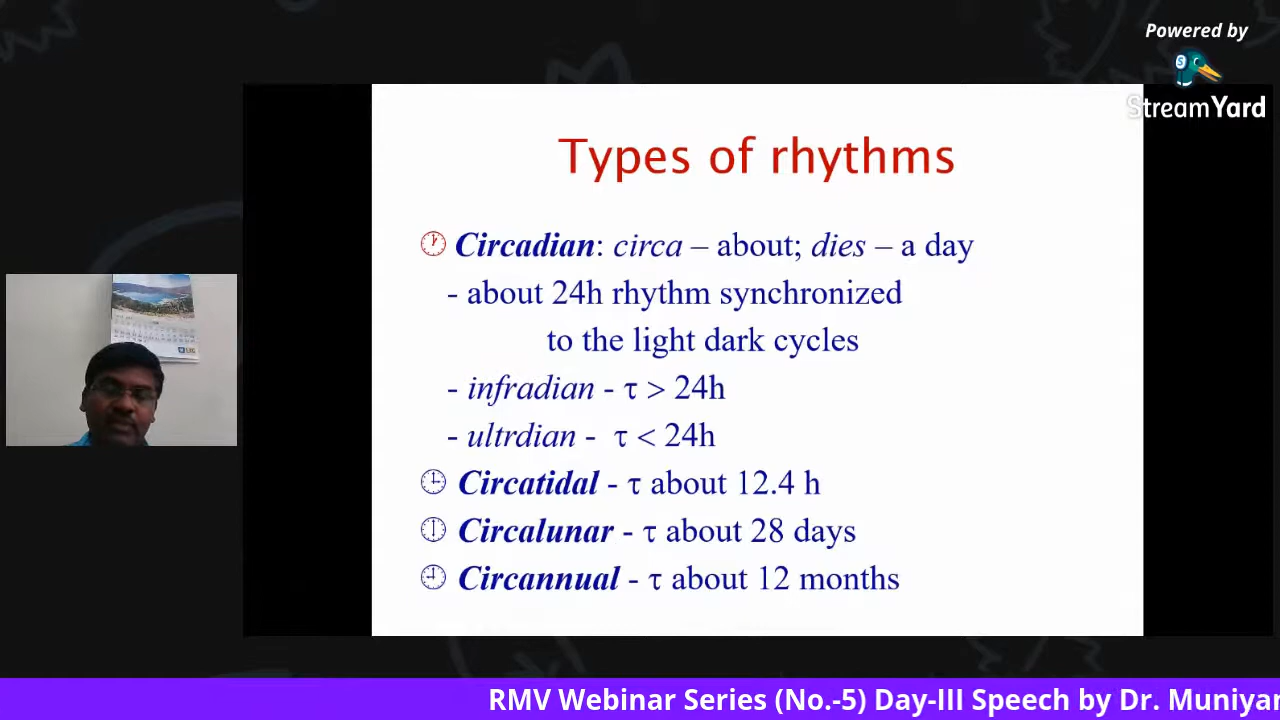 Powered by
StreamYard
Types of rhythms
Circadian: circa – about; dies – a day
- about 24h rhythm synchronized
to the light dark cycles
- infradian - τ > 24h
- ultrdian - τ < 24h
Circatidal - τ about 12.4 h
Circalunar - τ about 28 days
Circannual - τ about 12 months
RMV Webinar Series (No.-5) Day-III Speech by Dr. Muniyar